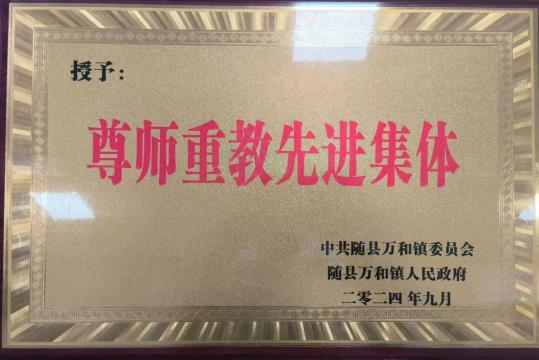 授予：
尊师重教先进集体
中共随县万和镇委员会
随县万和镇人民政府
二零二四年九月